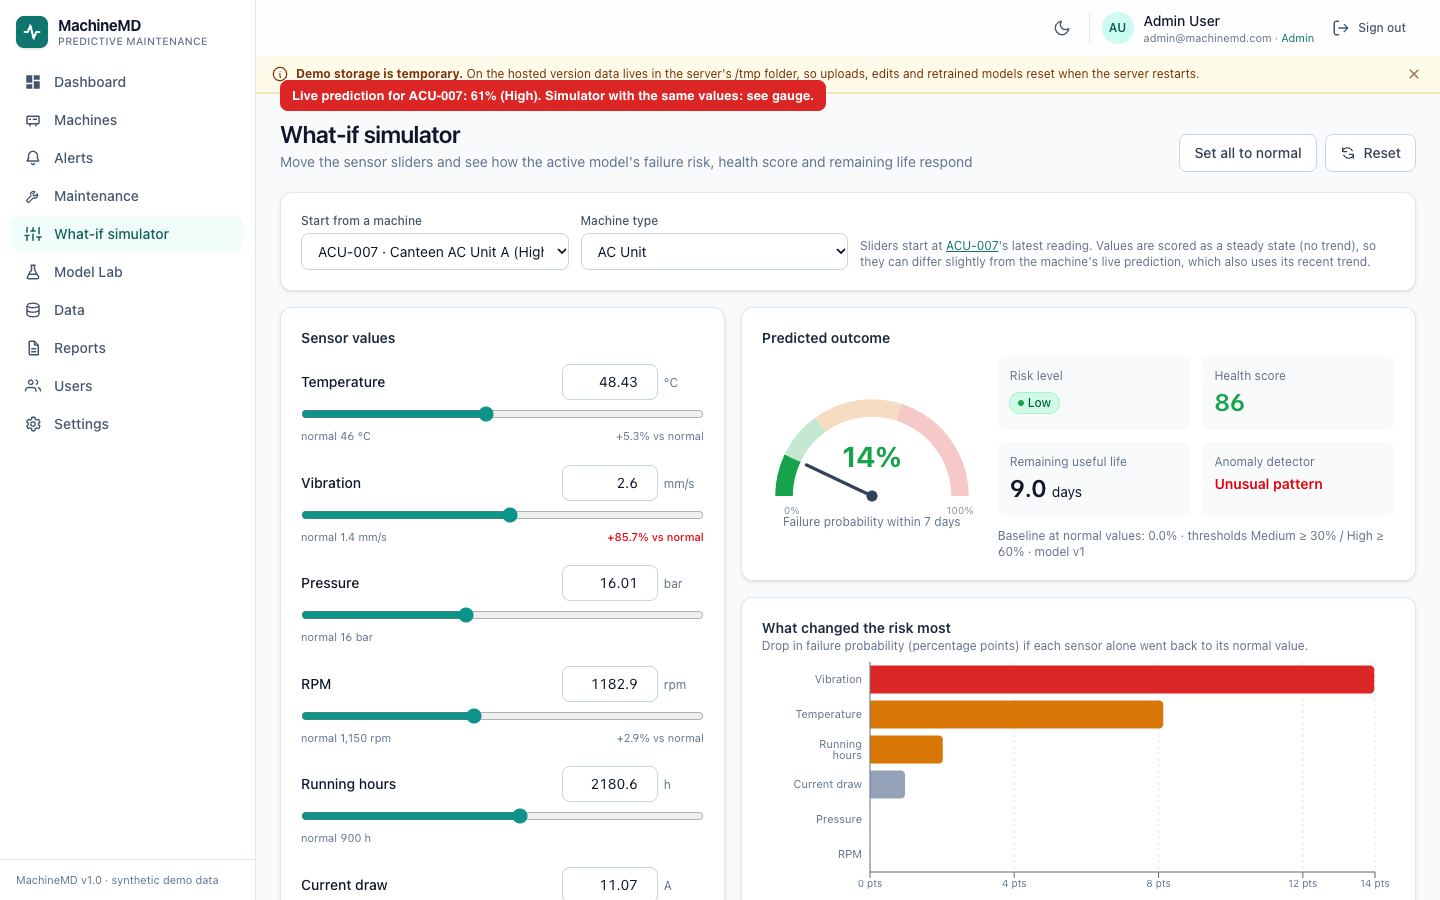 MachineMD
PREDICTIVE MAINTENANCE
Dashboard
Machines
Alerts
Maintenance
What-if simulator
Model Lab
Data
Reports
Users
Settings
MachineMD v1.0 · synthetic demo data
AU
Admin User
admin@machinemd.com · Admin
Sign out
Demo storage is temporary. On the hosted version data lives in the server's /tmp folder, so uploads, edits and retrained models reset when the server restarts.
Live prediction for ACU-007: 61% (High). Simulator with the same values: see gauge.
What-if simulator
Move the sensor sliders and see how the active model's failure risk, health score and remaining life respond
Set all to normal
Reset
Start from a machine
ACU-007 · Canteen AC Unit A (High
Machine type
AC Unit
Sliders start at ACU-007's latest reading. Values are scored as a steady state (no trend), so
they can differ slightly from the machine's live prediction, which also uses its recent trend.
Sensor values
Temperature
48.43
°C
normal 46 °C
+5.3% vs normal
Vibration
2.6
mm/s
normal 1.4 mm/s
+85.7% vs normal
Pressure
16.01
bar
normal 16 bar
RPM
1182.9
rpm
normal 1,150 rpm
+2.9% vs normal
Running hours
2180.6
h
normal 900 h
Current draw
11.07
A
Predicted outcome
14%
0%
100%
Failure probability within 7 days
Risk level
Low
Health score
86
Remaining useful life
9.0 days
Anomaly detector
Unusual pattern
Baseline at normal values: 0.0% · thresholds Medium ≥ 30% / High ≥
60% · model v1
What changed the risk most
Drop in failure probability (percentage points) if each sensor alone went back to its normal value.
Vibration
Temperature
Running
hours
Current draw
Pressure
RPM
0 pts
4 pts
8 pts
12 pts
14 pts